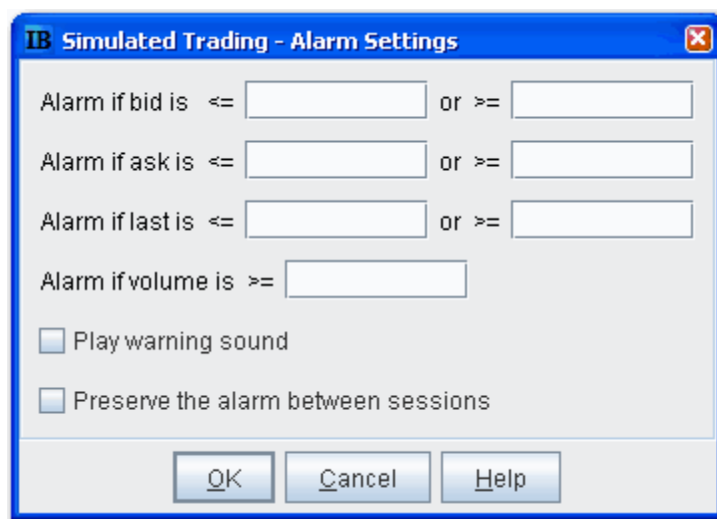 IB Simulated Trading - Alarm Settings
Alarm if bid is <= or >=
Alarm if ask is <= or >=
Alarm if last is <= or >=
Alarm if volume is >=
Play warning sound
Preserve the alarm between sessions
OK Cancel Help